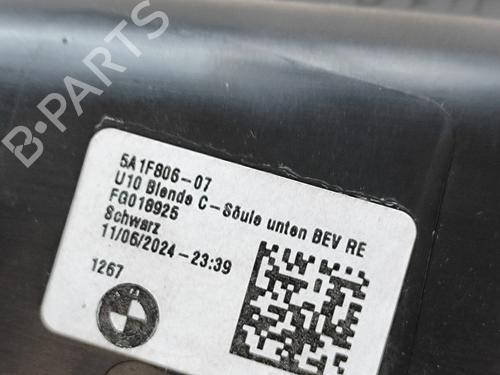 B-PARTS
5A1F806-07
U10 Blende C-Säule unten BEV RE
FG018925
Schwarz
11/06/2024-23:39
1267